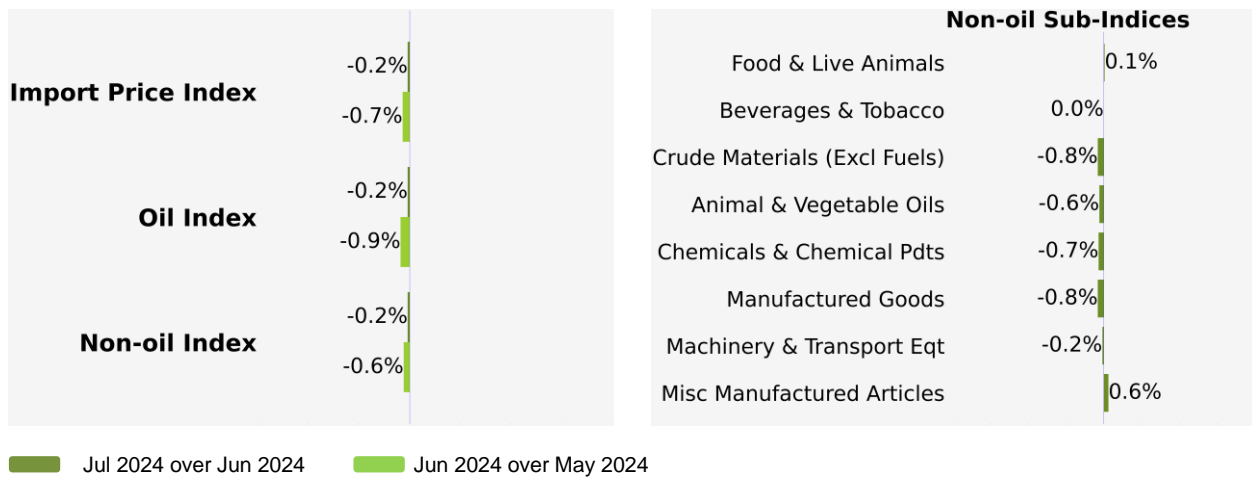 -0.2%
Import Price Index
-0.7%
-0.2%
Oil Index
-0.9%
-0.2%
Non-oil Index
-0.6%
Non-oil Sub-Indices
Food & Live Animals 0.1%
Beverages & Tobacco 0.0%
Crude Materials (Excl Fuels) -0.8%
Animal & Vegetable Oils -0.6%
Chemicals & Chemical Pdts -0.7%
Manufactured Goods -0.8%
Machinery & Transport Eqt -0.2%
Misc Manufactured Articles 0.6%
Jul 2024 over Jun 2024 Jun 2024 over May 2024